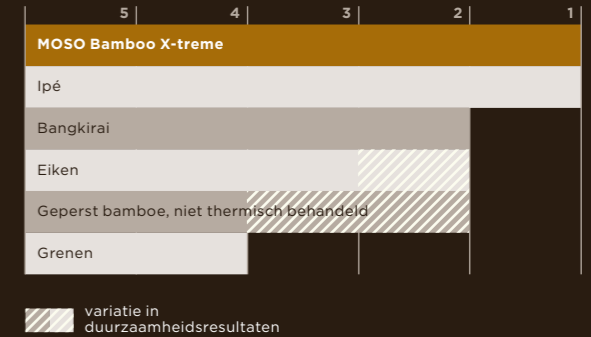 5 4 3 2 1
MOSO Bamboo X-treme
Ipé
Bangkirai
Eiken
Geperst bamboe, niet thermisch behandeld
Grenen
variatie in
duurzaamheidsresultaten